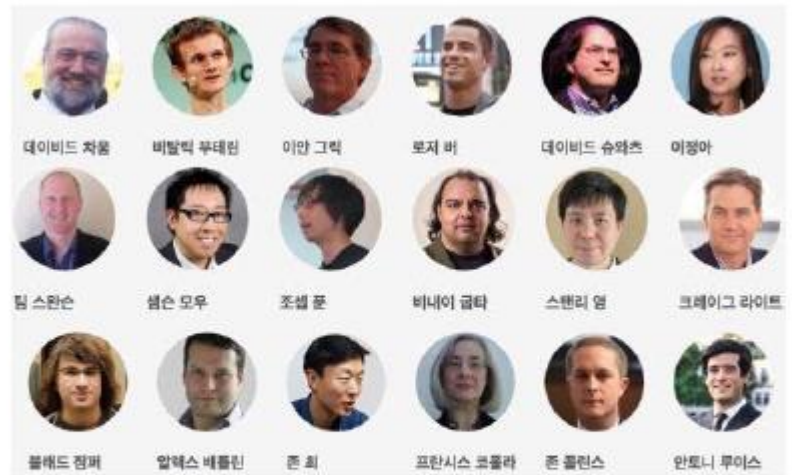 데이비드 차움 비탈릭 부테린 이안 그릭 로저 버 데이비드 슈와츠 이정아
팀 스완슨 샘슨 모우 조셉 푼 비내이 굽타 스탠리 염 크레이그 라이트
블래드 잠퍼 알렉스 배틀린 존 최 프란시스 코폴라 존 콜린스 안토니 루이스